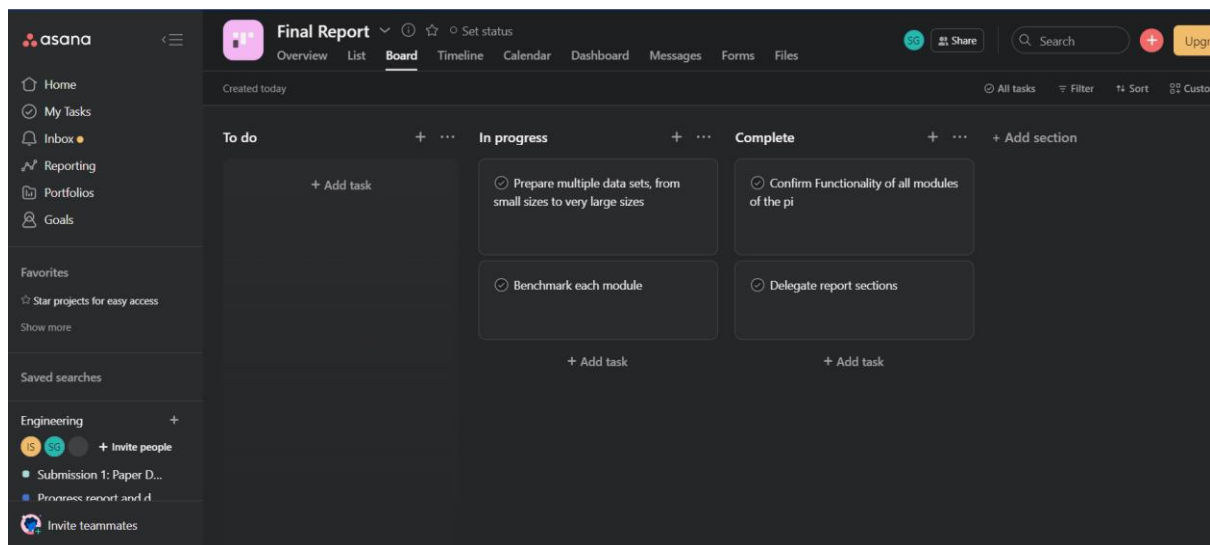 asana
Home
My Tasks
Inbox
Reporting
Portfolios
Goals
Favorites
Star projects for easy access
Show more
Saved searches
Engineering +
IS SG + Invite people
Submission 1: Paper D...
Progress report and d
Invite teammates
Final Report Set status
Overview List Board Timeline Calendar Dashboard Messages Forms Files
SG Share Search + Upgr
Created today
All tasks Filter Sort Custo
To do + ...
+ Add task
In progress + ...
Prepare multiple data sets, from
small sizes to very large sizes
Benchmark each module
+ Add task
Complete + ...
Confirm Functionality of all modules
of the pi
Delegate report sections
+ Add task
+ Add section